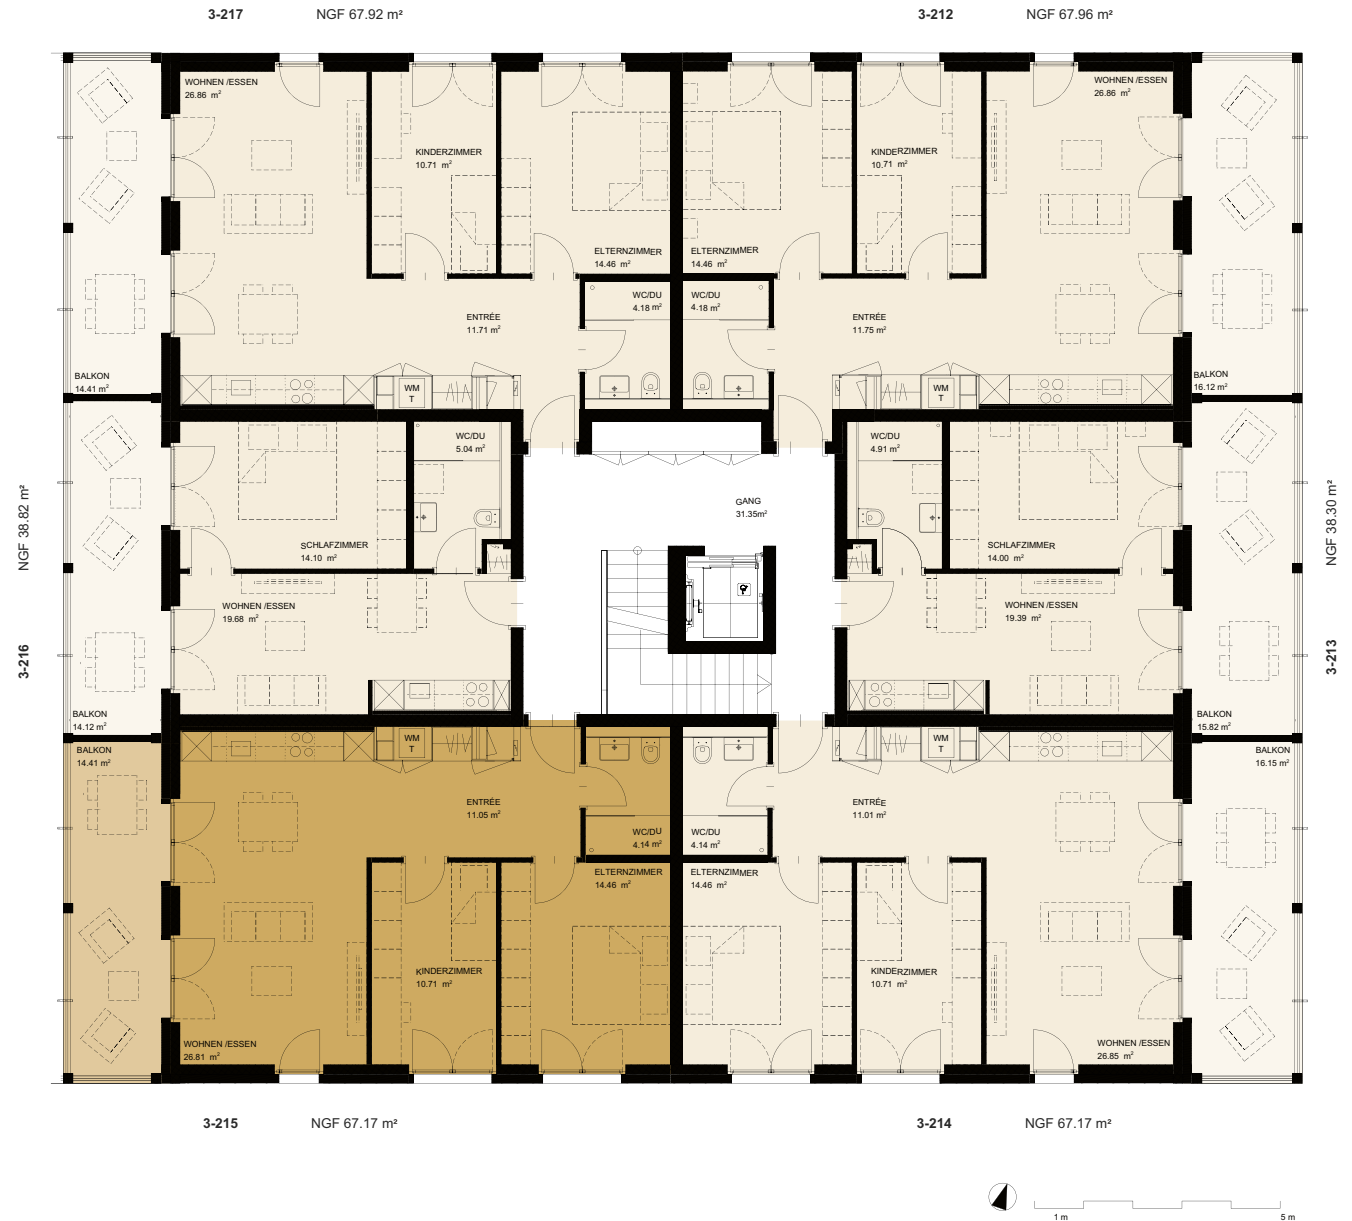 3-217 NGF 67.92 m²
3-212 NGF 67.96 m²
WOHNEN /ESSEN
26.86 m²
KINDERZIMMER
10.71 m²
ELTERNZIMMER
14.46 m²
ELTERNZIMMER
14.46 m²
KINDERZIMMER
10.71 m²
WOHNEN /ESSEN
26.86 m²
WC/DU
4.18 m²
WC/DU
4.18 m²
ENTRÉE
11.71 m²
ENTRÉE
11.75 m²
BALKON
14.41 m²
BALKON
16.12 m²
WM
T
WM
T
WC/DU
5.04 m²
WC/DU
4.91 m²
GANG
31.35m²
SCHLAFZIMMER
14.10 m²
SCHLAFZIMMER
14.00 m²
NGF 38.82 m²
3-216
NGF 38.30 m²
3-213
WOHNEN /ESSEN
19.68 m²
WOHNEN /ESSEN
19.39 m²
BALKON
14.12 m²
BALKON
15.82 m²
BALKON
14.41 m²
BALKON
16.15 m²
WM
T
WM
T
ENTRÉE
11.05 m²
ENTRÉE
11.01 m²
WC/DU
4.14 m²
WC/DU
4.14 m²
ELTERNZIMMER
14.46 m²
ELTERNZIMMER
14.46 m²
KINDERZIMMER
10.71 m²
KINDERZIMMER
10.71 m²
WOHNEN /ESSEN
26.81 m²
WOHNEN /ESSEN
26.85 m²
3-215 NGF 67.17 m²
3-214 NGF 67.17 m²
1 m 5 m